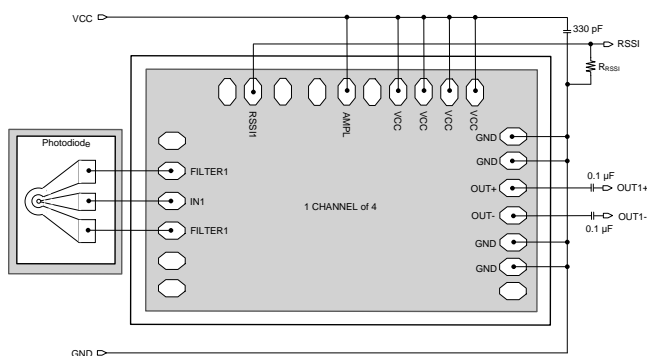 VCC
330 pF
RSSI
RRSSI
RSSI1
AMPL
VCC
VCC
VCC
VCC
Photodiode
GND
GND
FILTER1
0.1 µF
OUT+
OUT1+
IN1
1 CHANNEL of 4
OUT-
OUT1-
0.1 µF
FILTER1
GND
GND
GND